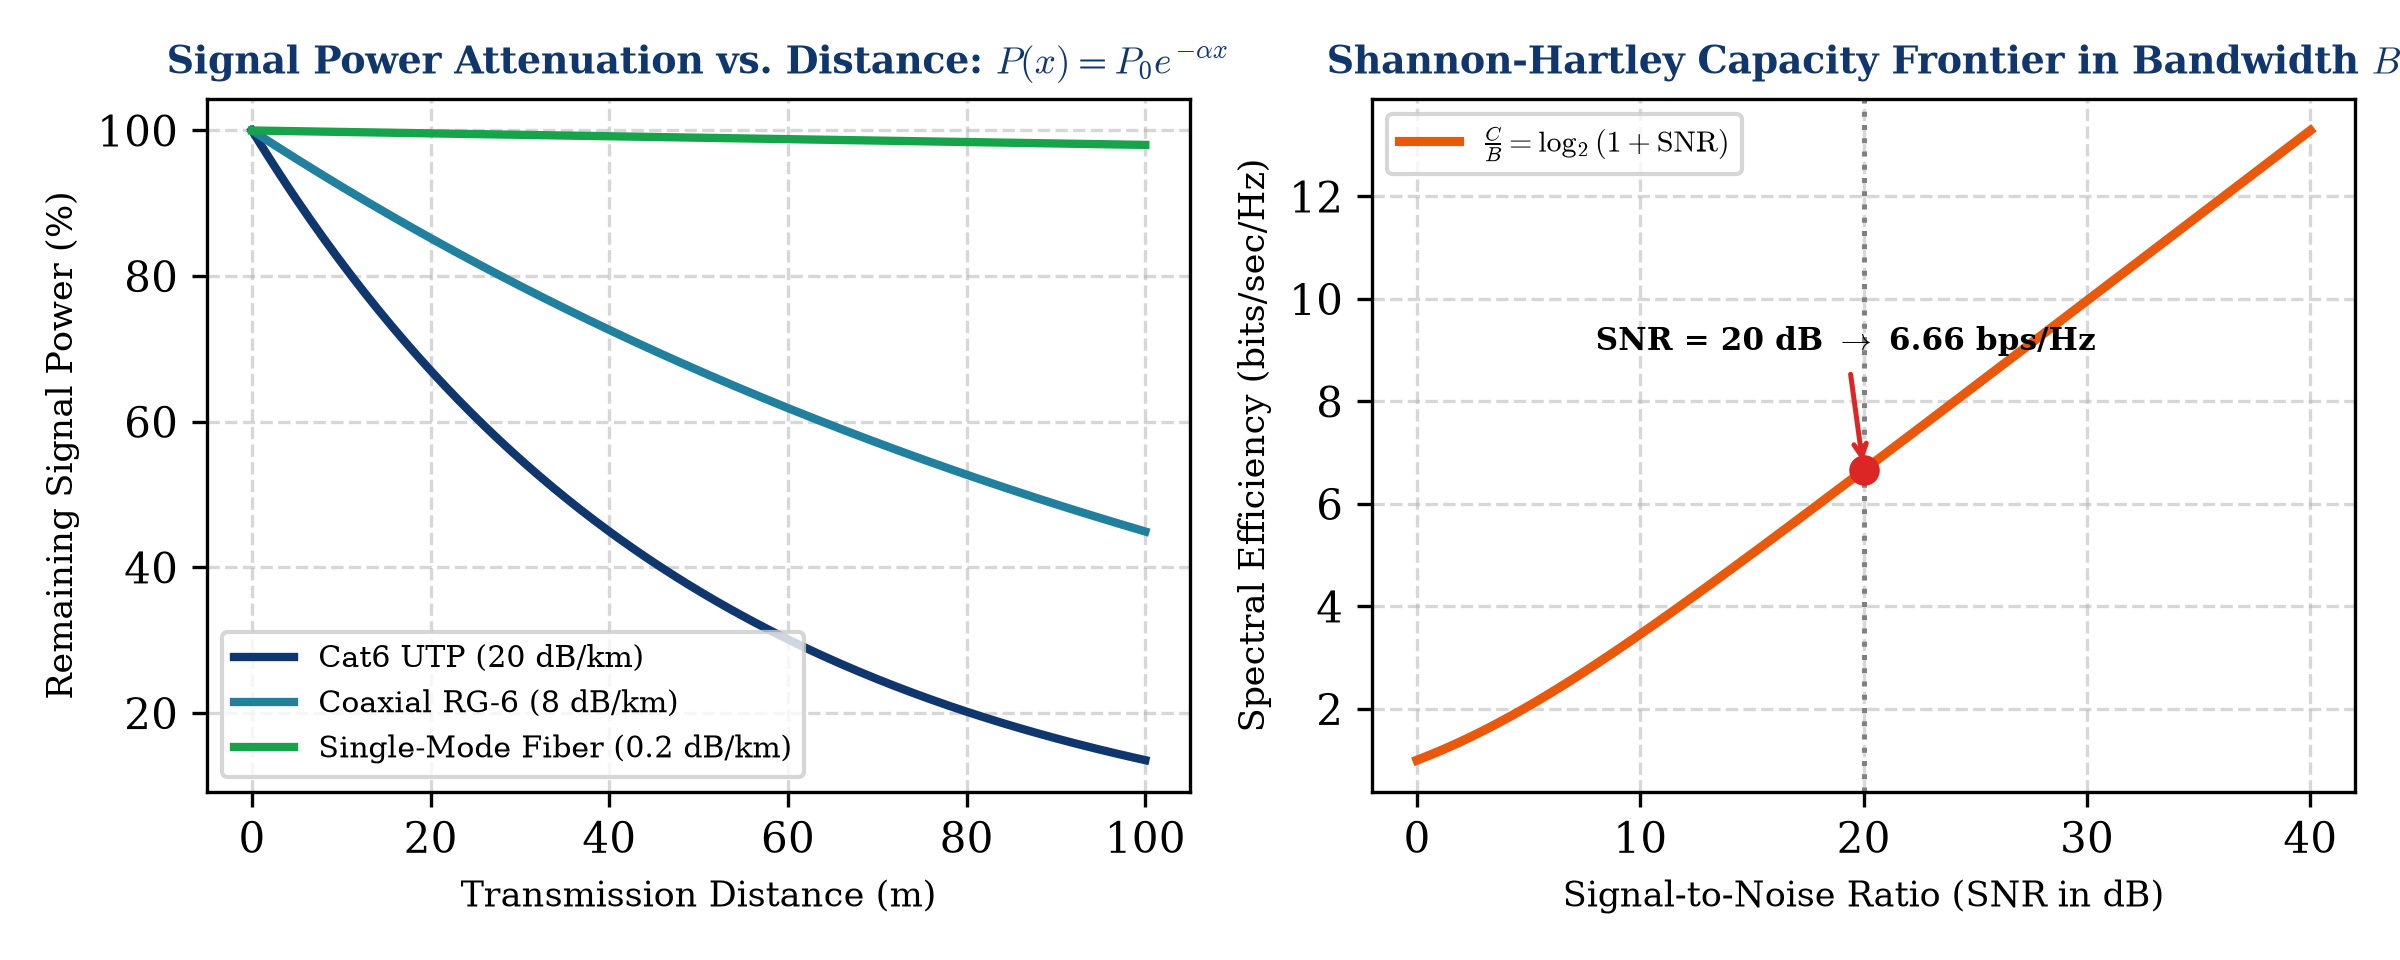 Signal Power Attenuation vs. Distance: P(x) = P₀e^{−αx}
100
80
60
40
20
Remaining Signal Power (%)
Cat6 UTP (20 dB/km)
Coaxial RG-6 (8 dB/km)
Single-Mode Fiber (0.2 dB/km)
0 20 40 60 80 100
Transmission Distance (m)
Shannon-Hartley Capacity Frontier in Bandwidth B
C/B = log₂ (1 + SNR)
12
10
8
6
4
2
Spectral Efficiency (bits/sec/Hz)
SNR = 20 dB → 6.66 bps/Hz
0 10 20 30 40
Signal-to-Noise Ratio (SNR in dB)